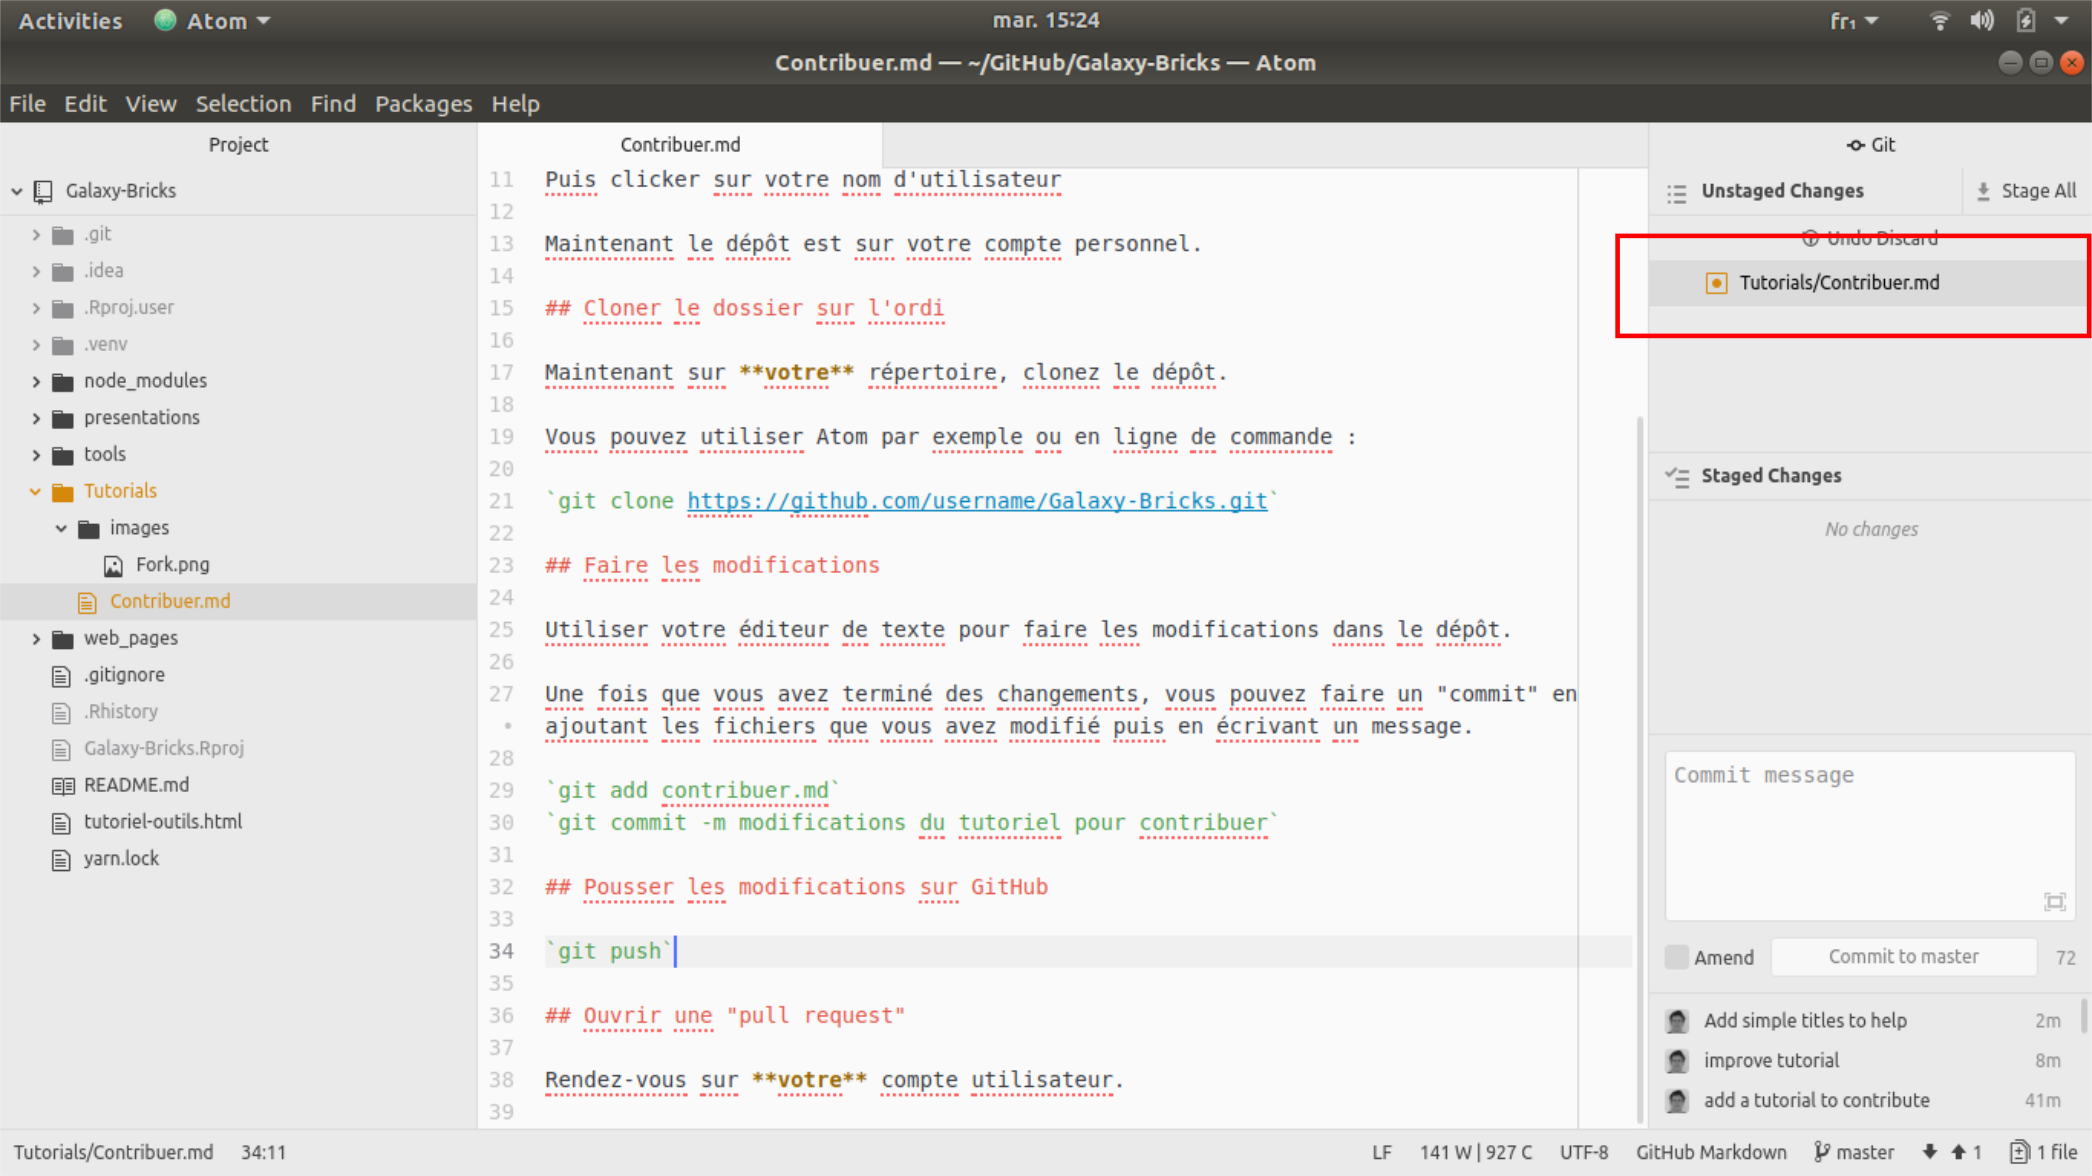 Activities Atom mar. 15:24 fr₁
Contribuer.md — ~/GitHub/Galaxy-Bricks — Atom
File Edit View Selection Find Packages Help
Project
Galaxy-Bricks
.git
.idea
.Rproj.user
.venv
node_modules
presentations
tools
Tutorials
images
Fork.png
Contribuer.md
web_pages
.gitignore
.Rhistory
Galaxy-Bricks.Rproj
README.md
tutoriel-outils.html
yarn.lock
Contribuer.md
11 Puis clicker sur votre nom d'utilisateur
12
13 Maintenant le dépôt est sur votre compte personnel.
14
15 ## Cloner le dossier sur l'ordi
16
17 Maintenant sur **votre** répertoire, clonez le dépôt.
18
19 Vous pouvez utiliser Atom par exemple ou en ligne de commande :
20
21 `git clone https://github.com/username/Galaxy-Bricks.git`
22
23 ## Faire les modifications
24
25 Utiliser votre éditeur de texte pour faire les modifications dans le dépôt.
26
27 Une fois que vous avez terminé des changements, vous pouvez faire un "commit" en
• ajoutant les fichiers que vous avez modifié puis en écrivant un message.
28
29 `git add contribuer.md`
30 `git commit -m modifications du tutoriel pour contribuer`
31
32 ## Pousser les modifications sur GitHub
33
34 `git push`
35
36 ## Ouvrir une "pull request"
37
38 Rendez-vous sur **votre** compte utilisateur.
39
Git
Unstaged Changes Stage All
Undo Discard
Tutorials/Contribuer.md
Staged Changes
No changes
Commit message
Amend Commit to master 72
Add simple titles to help 2m
improve tutorial 8m
add a tutorial to contribute 41m
Tutorials/Contribuer.md 34:11 LF 141 W | 927 C UTF-8 GitHub Markdown master 1 1 file